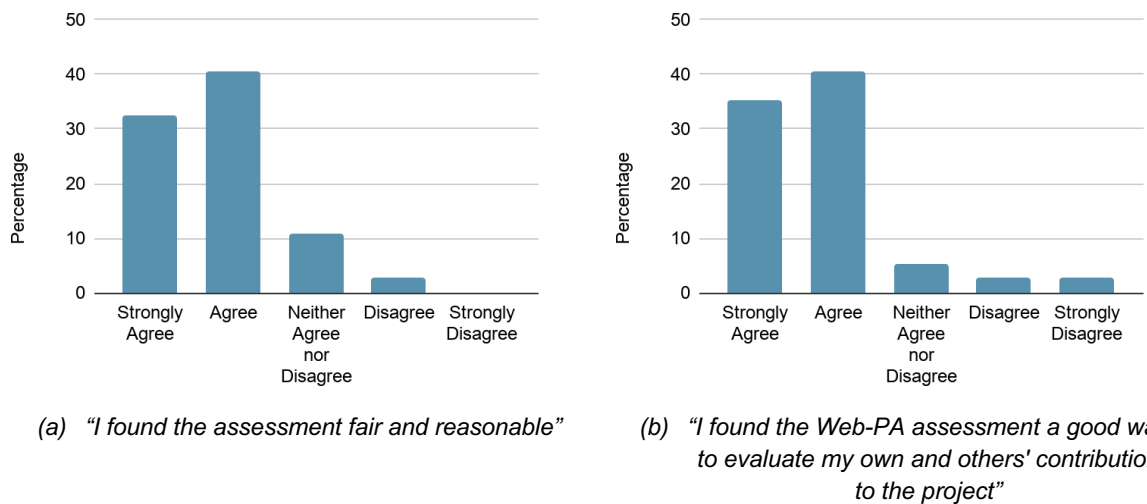 50
40
30
20
10
0
Percentage
Strongly Agree
Agree
Neither Agree nor Disagree
Disagree
Strongly Disagree
(a) “I found the assessment fair and reasonable”
50
40
30
20
10
0
Percentage
Strongly Agree
Agree
Neither Agree nor Disagree
Disagree
Strongly Disagree
(b) “I found the Web-PA assessment a good
to evaluate my own and others'
to the project”